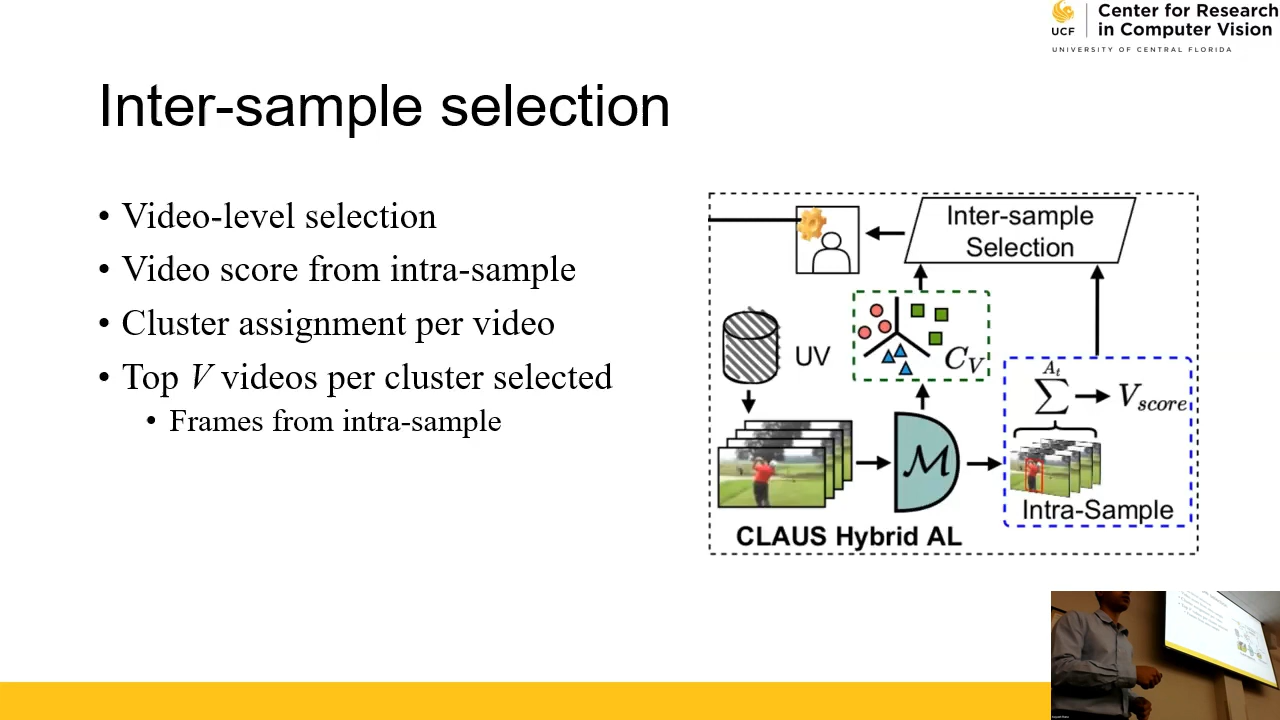 UCF
Center for Research
in Computer Vision
UNIVERSITY OF CENTRAL FLORIDA
Inter-sample selection
• Video-level selection
• Video score from intra-sample
• Cluster assignment per video
• Top V videos per cluster selected
• Frames from intra-sample
Inter-sample
Selection
UV
C_V
A_t
∑
V_score
M
Intra-Sample
CLAUS Hybrid AL